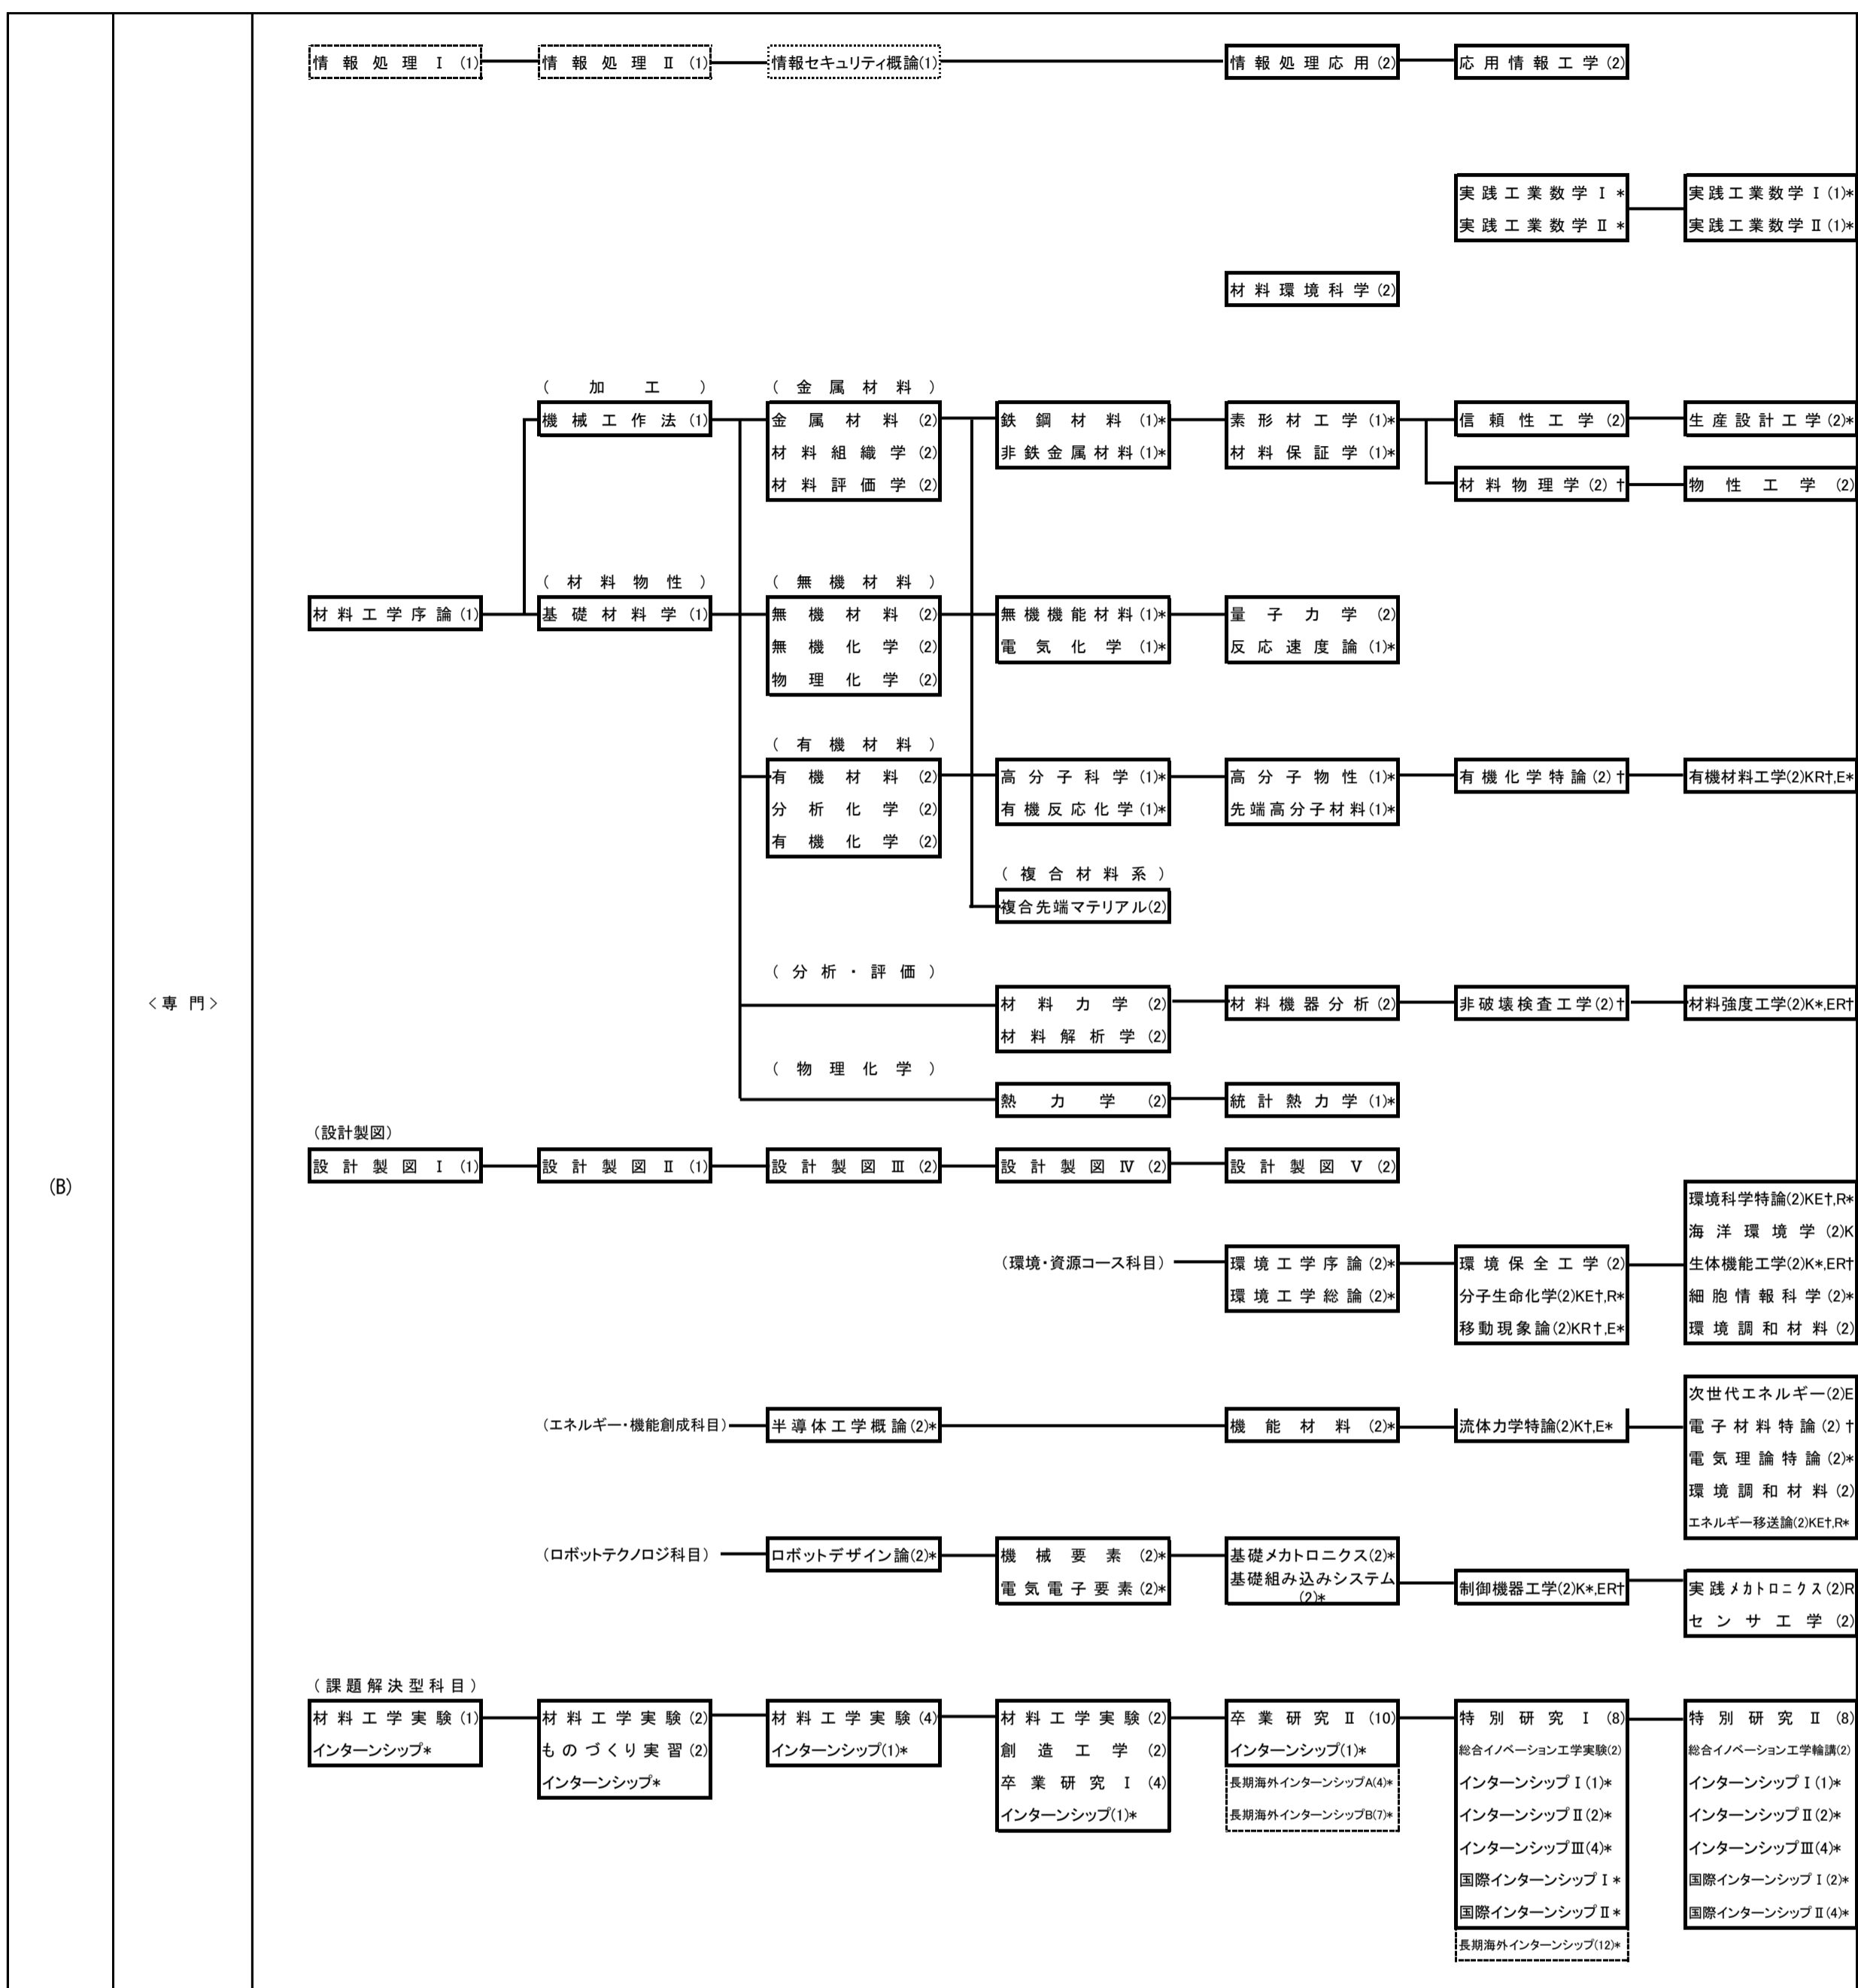 情報処理Ⅰ(1)
情報処理Ⅱ(1)
情報セキュリティ概論(1)
情報処理応用(2)
応用情報工学(2)
実践工業数学Ⅰ*
実践工業数学Ⅱ*
実践工業数学Ⅰ(1)*
実践工業数学Ⅱ(1)*
材料環境科学(2)
(加工)
機械工作法(1)
(金属材料)
金属材料(2)
材料組織学(2)
材料評価学(2)
鉄鋼材料(1)*
非鉄金属材料(1)*
素形材工学(1)*
材料保証学(1)*
信頼性工学(2)
生産設計工学(2)*
材料物理学(2)†
物性工学(2)
材料工学序論(1)
(材料物性)
基礎材料学(1)
(無機材料)
無機材料(2)
無機化学(2)
物理化学(2)
無機機能材料(1)*
電気化学(1)*
量子力学(2)
反応速度論(1)*
(有機材料)
有機材料(2)
分析化学(2)
有機化学(2)
高分子科学(1)*
有機反応化学(1)*
高分子物性(1)*
先端高分子材料(1)*
有機化学特論(2)†
有機材料工学(2)KR†,E*
(複合材料系)
複合先端マテリアル(2)
(分析・評価)
材料力学(2)
材料解析学(2)
材料機器分析(2)
非破壊検査工学(2)†
材料強度工学(2)K*,ER†
<専門>
(物理化学)
熱力学(2)
統計熱力学(1)*
(設計製図)
設計製図Ⅰ(1)
設計製図Ⅱ(1)
設計製図Ⅲ(2)
設計製図Ⅳ(2)
設計製図Ⅴ(2)
(B)
(環境・資源コース科目)
環境工学序論(2)*
環境工学総論(2)*
環境保全工学(2)
分子生命化学(2)KE†,R*
移動現象論(2)KR†,E*
環境科学特論(2)KE†,R*
海洋環境学(2)K
生体機能工学(2)K*,ER†
細胞情報科学(2)*
環境調和材料(2)
(エネルギー・機能創成科目)
半導体工学概論(2)*
機能材料(2)*
流体力学特論(2)K†,E*
次世代エネルギー(2)E
電子材料特論(2)†
電気理論特論(2)*
環境調和材料(2)
エネルギー移送論(2)KE†,R*
(ロボットテクノロジ科目)
ロボットデザイン論(2)*
機械要素(2)*
電気電子要素(2)*
基礎メカトロニクス(2)*
基礎組み込みシステム
(2)*
制御機器工学(2)K*,ER†
実践メカトロニクス(2)R
センサ工学(2)
(課題解決型科目)
材料工学実験(1)
インターンシップ*
材料工学実験(2)
ものづくり実習(2)
インターンシップ*
材料工学実験(4)
インターンシップ(1)*
材料工学実験(2)
創造工学(2)
卒業研究Ⅰ(4)
インターンシップ(1)*
卒業研究Ⅱ(10)
インターンシップ(1)*
長期海外インターンシップA(4)*
長期海外インターンシップB(7)*
特別研究Ⅰ(8)
総合イノベーション工学実験(2)
インターンシップⅠ(1)*
インターンシップⅡ(2)*
インターンシップⅢ(4)*
国際インターンシップⅠ*
国際インターンシップⅡ*
長期海外インターンシップ(12)*
特別研究Ⅱ(8)
総合イノベーション工学輪講(2)
インターンシップⅠ(1)*
インターンシップⅡ(2)*
インターンシップⅢ(4)*
国際インターンシップⅠ(2)*
国際インターンシップⅡ(4)*